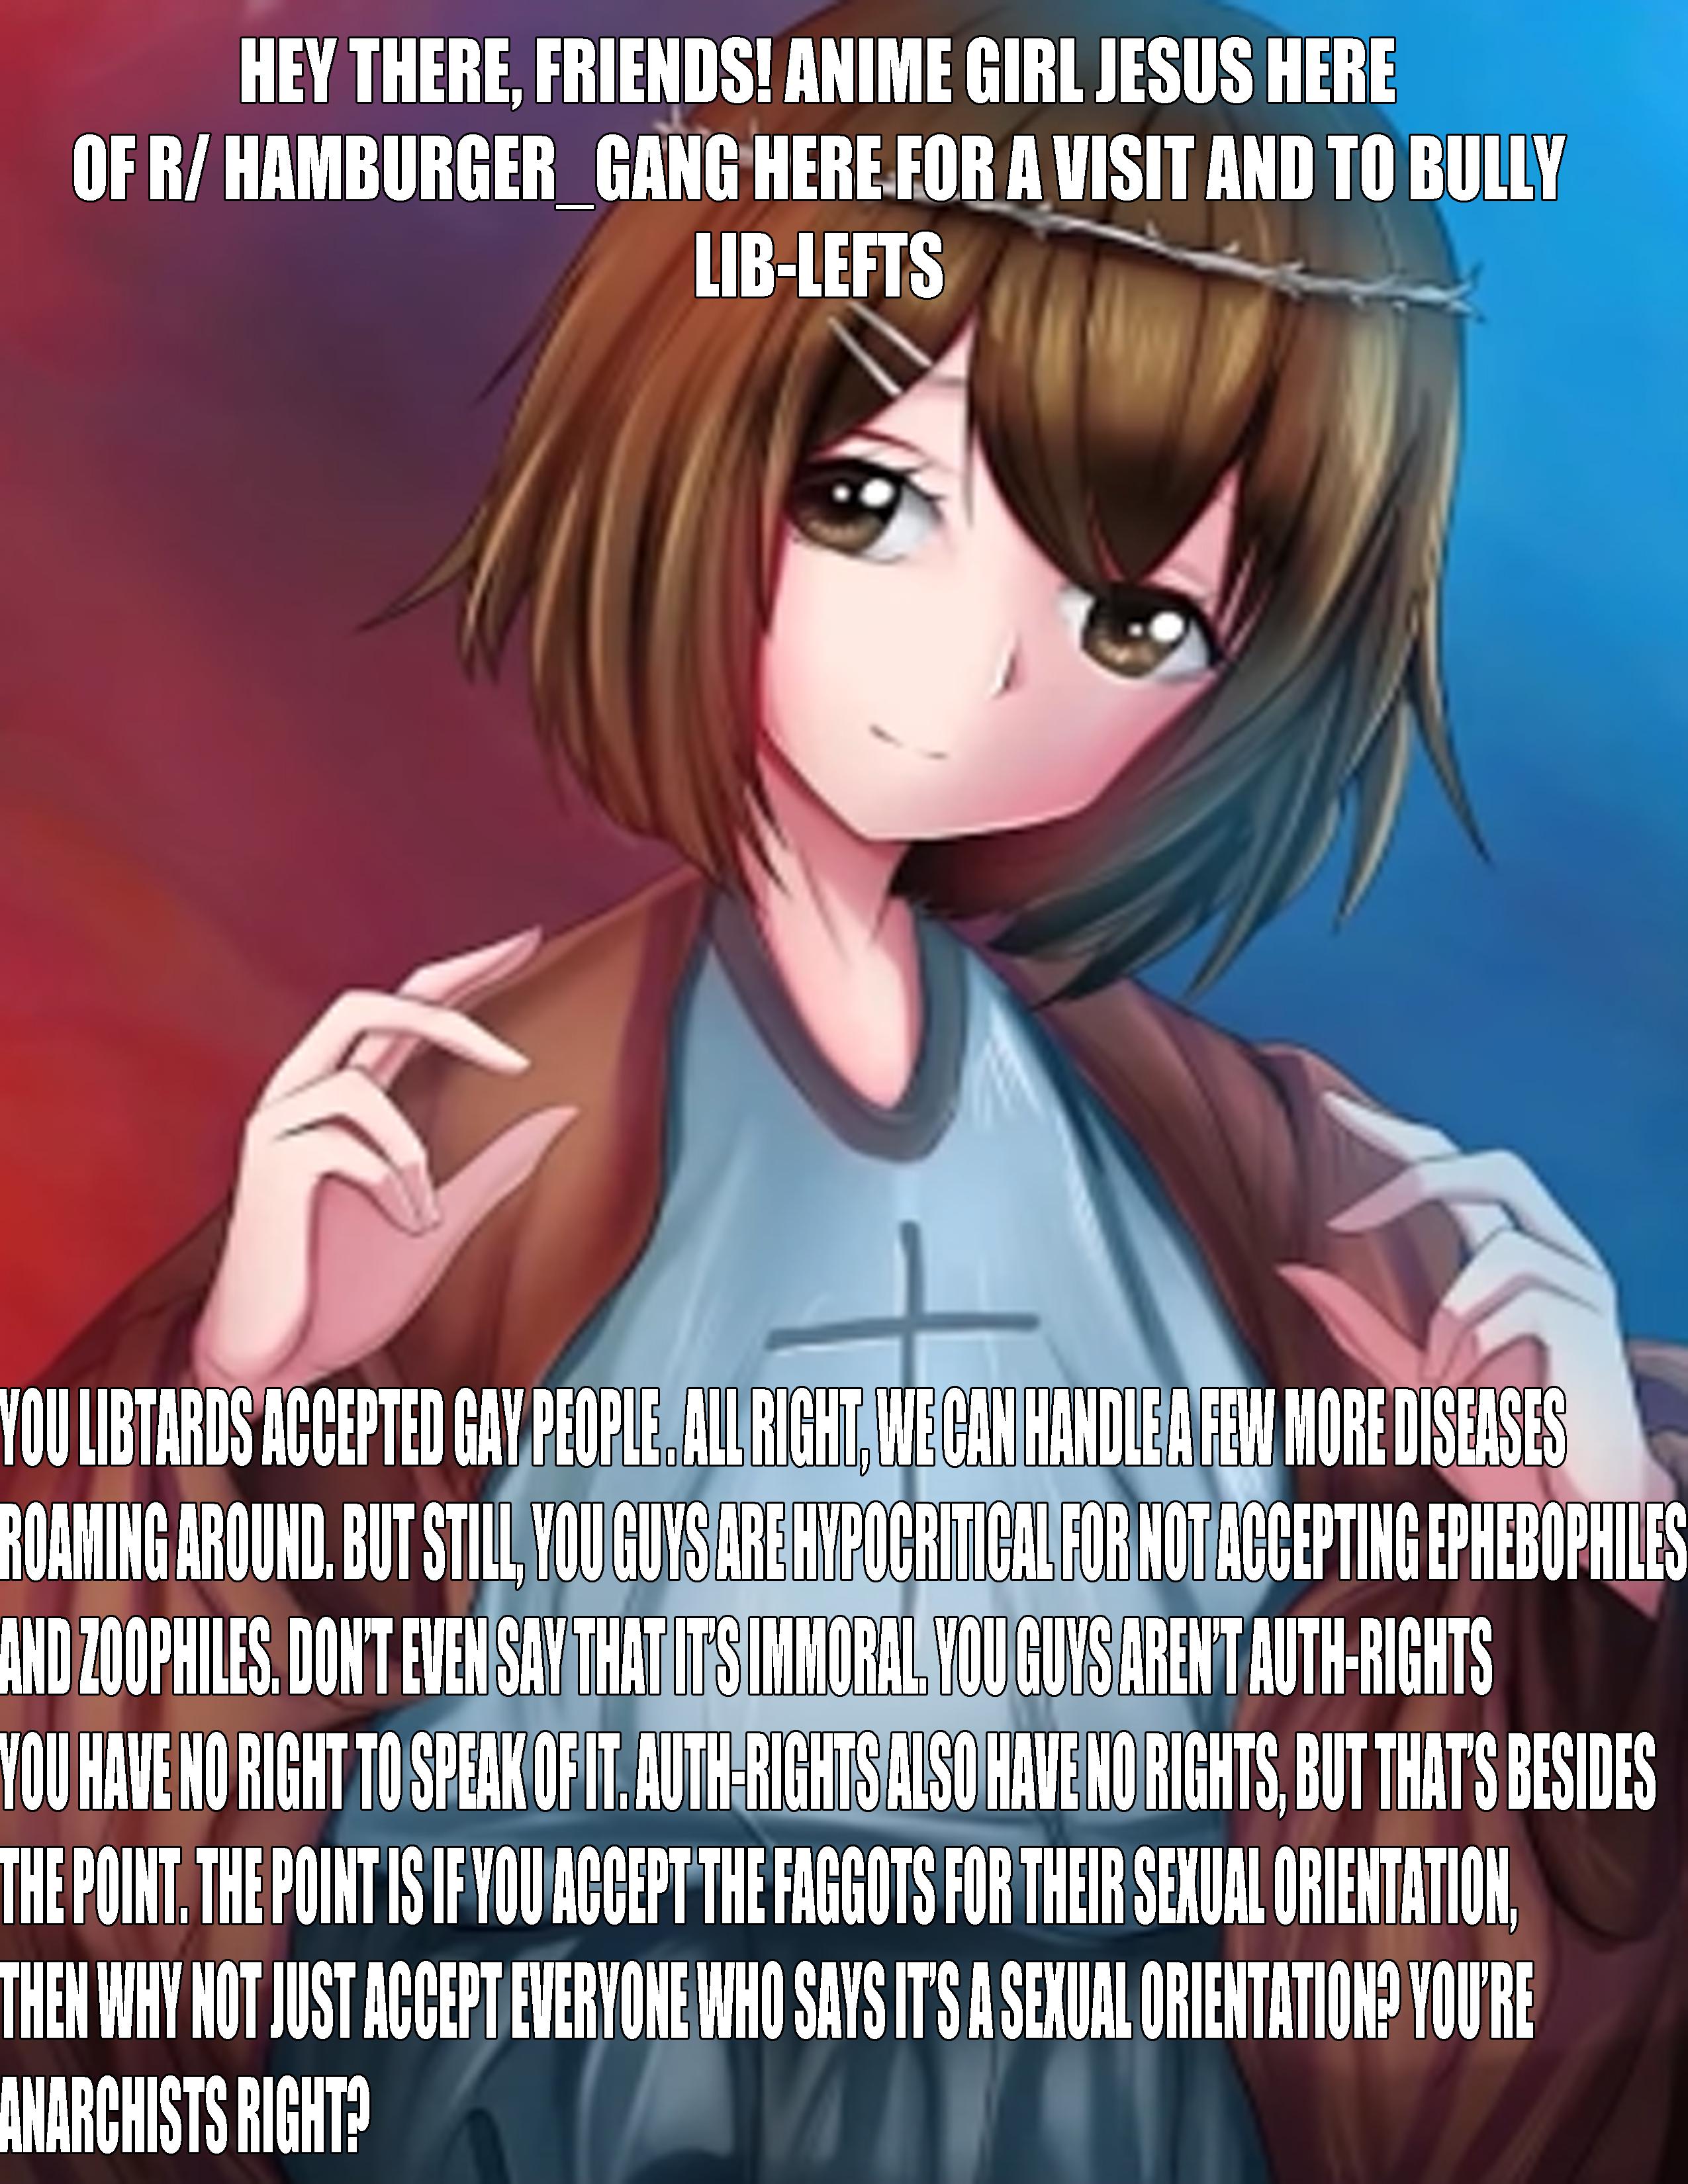 HEY THERE, FRIENDS! ANIME GIRL JESUS HERE
OF R/ HAMBURGER_GANG HERE FOR A VISIT AND TO BULLY
LIB-LEFTS
YOU LIBTARDS ACCEPTED GAY PEOPLE. ALL RIGHT, WE CAN HANDLE A FEW MORE DISEASES
ROAMING AROUND. BUT STILL, YOU GUYS ARE HYPOCRITICAL FOR NOT ACCEPTING EPHEBOPHILES
AND ZOOPHILES. DON'T EVEN SAY THAT IT'S IMMORAL. YOU GUYS AREN'T AUTH-RIGHTS
YOU HAVE NO RIGHT TO SPEAK OF IT. AUTH-RIGHTS ALSO HAVE NO RIGHTS, BUT THAT'S BESIDES
THE POINT. THE POINT IS IF YOU ACCEPT THE FAGGOTS FOR THEIR SEXUAL ORIENTATION,
THEN WHY NOT JUST ACCEPT EVERYONE WHO SAYS IT'S A SEXUAL ORIENTATION? YOU'RE
ANARCHISTS RIGHT?